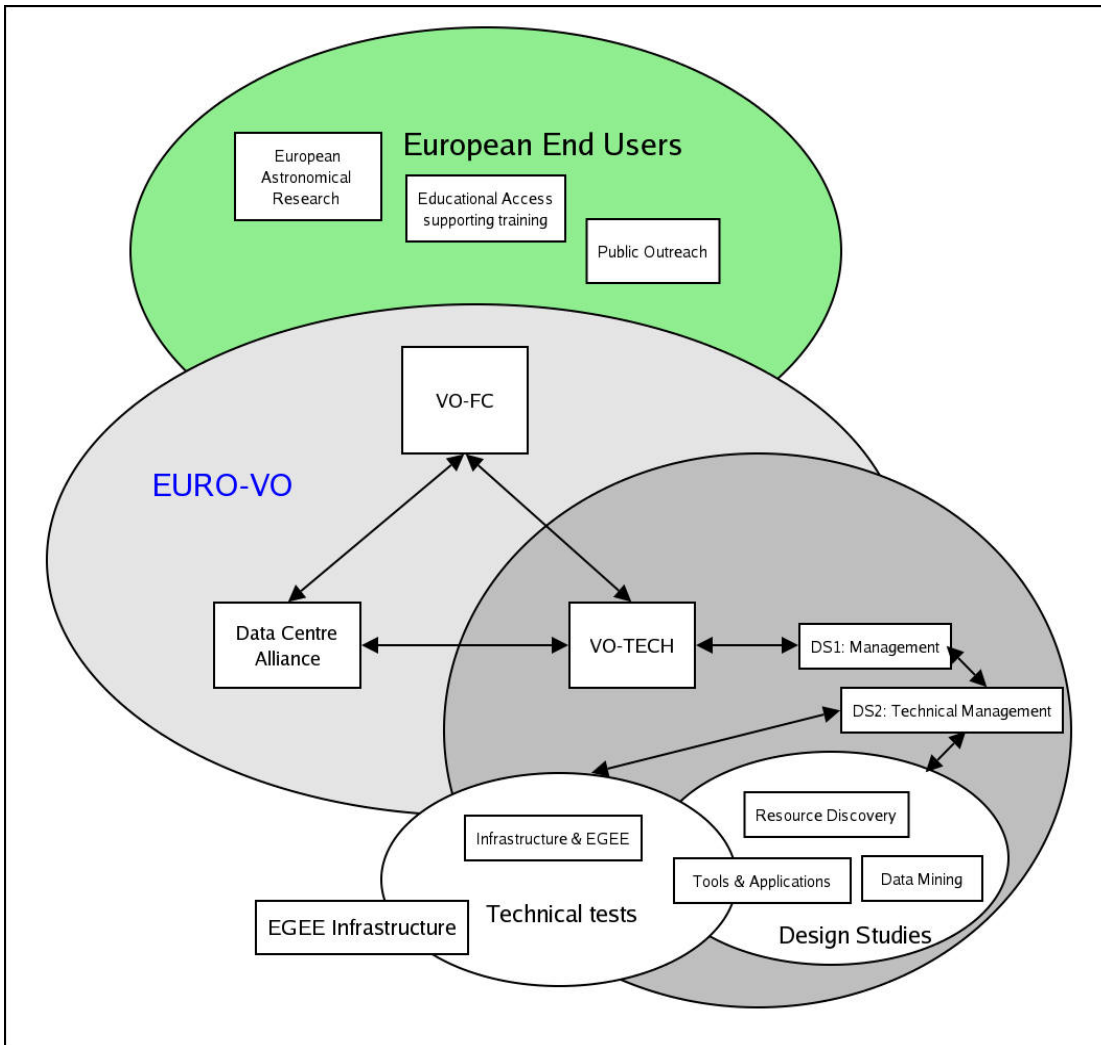 European End Users
European
Astronomical
Research
Educational Access
supporting training
Public Outreach
VO-FC
EURO-VO
Data Centre
Alliance
VO-TECH
DS1: Management
DS2: Technical Management
Resource Discovery
Infrastructure & EGEE
Tools & Applications
Data Mining
EGEE Infrastructure
Technical tests
Design Studies